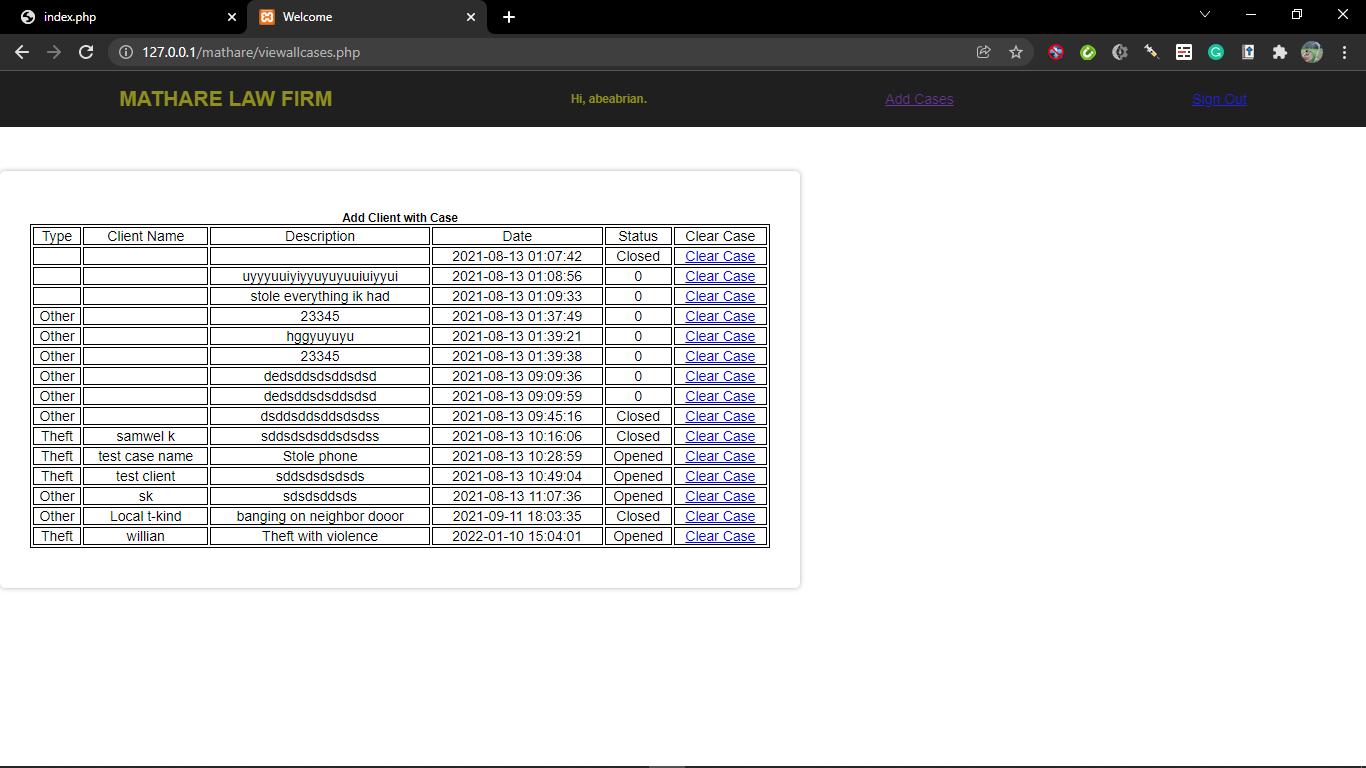 index.php Welcome
127.0.0.1/mathare/viewallcases.php
MATHARE LAW FIRM Hi, abeabrian. Add Cases Sign Out
Add Client with Case
Type Client Name Description Date Status Clear Case
2021-08-13 01:07:42 Closed Clear Case
uyyyuuiyiyyuyuyuuiuiyyui 2021-08-13 01:08:56 0 Clear Case
stole everything ik had 2021-08-13 01:09:33 0 Clear Case
Other 23345 2021-08-13 01:37:49 0 Clear Case
Other hggyuyuyu 2021-08-13 01:39:21 0 Clear Case
Other 23345 2021-08-13 01:39:38 0 Clear Case
Other dedsddsdsddsdsd 2021-08-13 09:09:36 0 Clear Case
Other dedsddsdsddsdsd 2021-08-13 09:09:59 0 Clear Case
Other dsddsddsddsdsdss 2021-08-13 09:45:16 Closed Clear Case
Theft samwel k sddsdsdsddsdsdss 2021-08-13 10:16:06 Closed Clear Case
Theft test case name Stole phone 2021-08-13 10:28:59 Opened Clear Case
Theft test client sddsdsdsdsds 2021-08-13 10:49:04 Opened Clear Case
Other sk sdsdsddsds 2021-08-13 11:07:36 Opened Clear Case
Other Local t-kind banging on neighbor dooor 2021-09-11 18:03:35 Closed Clear Case
Theft willian Theft with violence 2022-01-10 15:04:01 Opened Clear Case